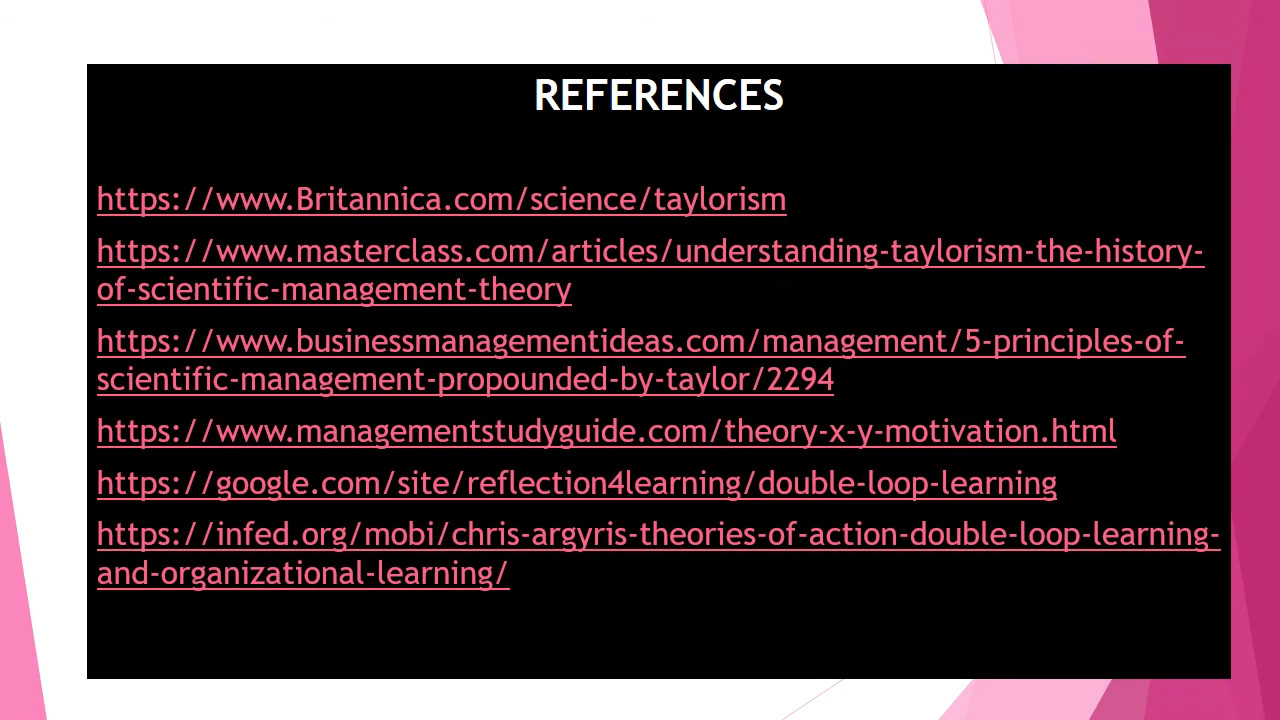 REFERENCES
https://www.Britannica.com/science/taylorism
https://www.masterclass.com/articles/understanding-taylorism-the-history-
of-scientific-management-theory
https://www.businessmanagementideas.com/management/5-principles-of-
scientific-management-propounded-by-taylor/2294
https://www.managementstudyguide.com/theory-x-y-motivation.html
https://google.com/site/reflection4learning/double-loop-learning
https://infed.org/mobi/chris-argyris-theories-of-action-double-loop-learning-
and-organizational-learning/